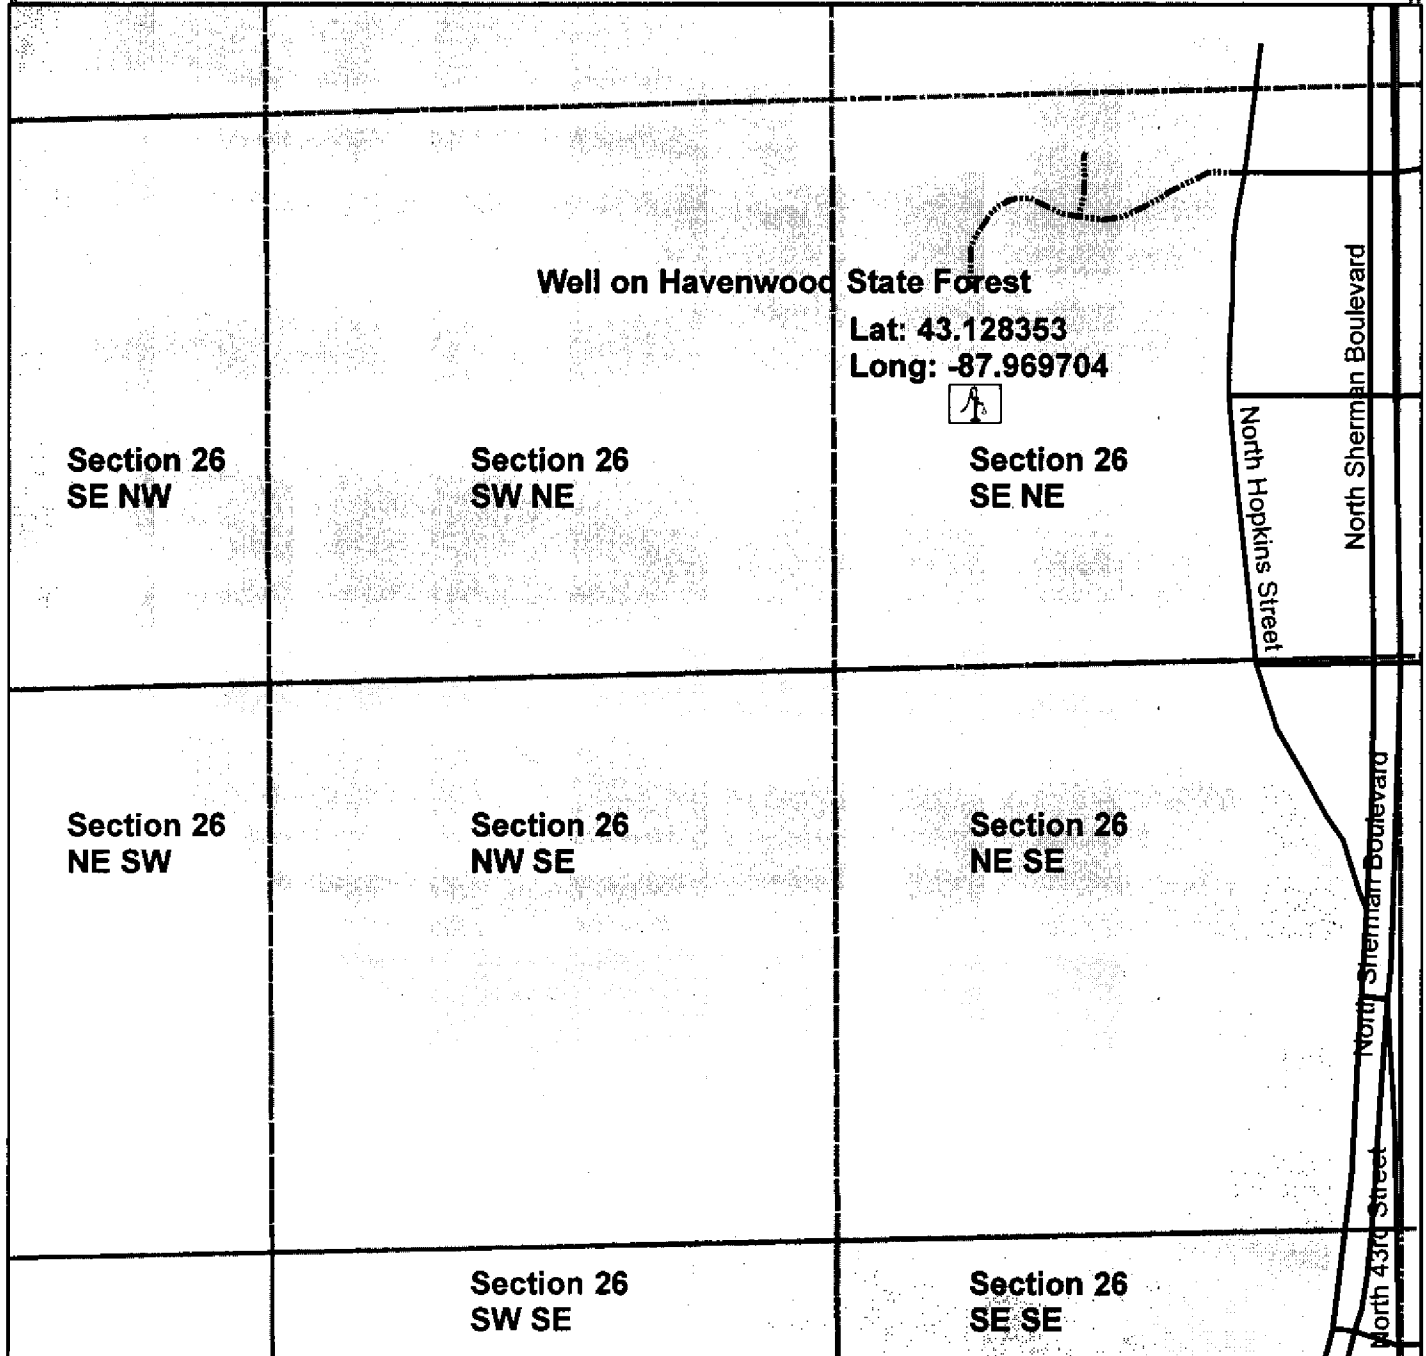 Well on Havenwood State Forest
Lat: 43.128353
Long: -87.969704
North Sherman Boulevard
North Hopkins Street
Section 26
SE NW
Section 26
SW NE
Section 26
SE NE
Section 26
NE SW
Section 26
NW SE
Section 26
NE SE
North Sherman Boulevard
North 43rd Street
Section 26
SW SE
Section 26
SE SE